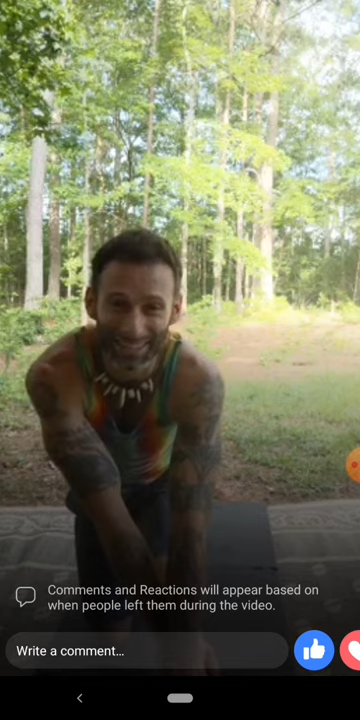 Comments and Reactions will appear based on
when people left them during the video.
Write a comment...